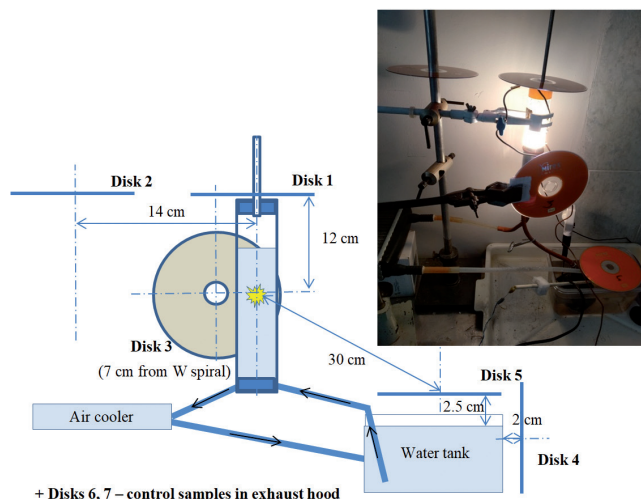 Disk 2
Disk 1
14 cm
12 cm
Disk 3
(7 cm from W spiral)
30 cm
Disk 5
2.5 cm
2 cm
Air cooler
Water tank
Disk 4
+ Disks 6, 7 – control samples in exhaust hood